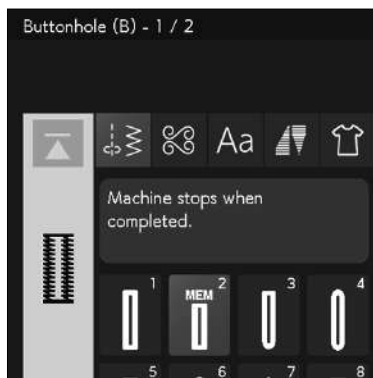 Buttonhole (B) - 1 / 2
Aa
Machine stops when
completed.
1
MEM 2
3
4
5
6
7
8